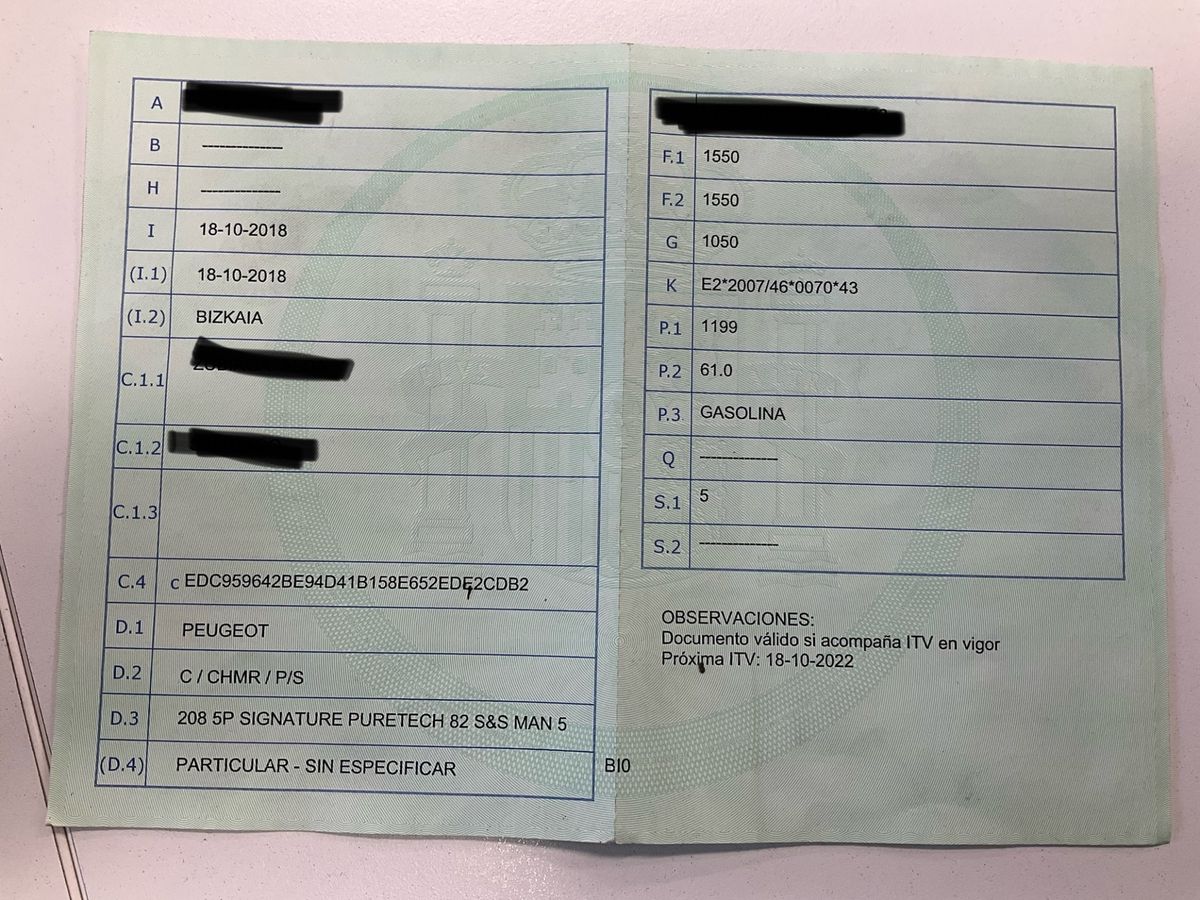 A
B --------------
H --------------
I 18-10-2018
(I.1) 18-10-2018
(I.2) BIZKAIA
C.1.1
C.1.2
C.1.3
C.4 c EDC959642BE94D41B158E652EDE2CDB2
D.1 PEUGEOT
D.2 C / CHMR / P/S
D.3 208 5P SIGNATURE PURETECH 82 S&S MAN 5
(D.4) PARTICULAR - SIN ESPECIFICAR
BI0
F.1 1550
F.2 1550
G 1050
K E2*2007/46*0070*43
P.1 1199
P.2 61.0
P.3 GASOLINA
Q --------------
S.1 5
S.2 --------------
OBSERVACIONES:
Documento válido si acompaña ITV en vigor
Próxima ITV: 18-10-2022